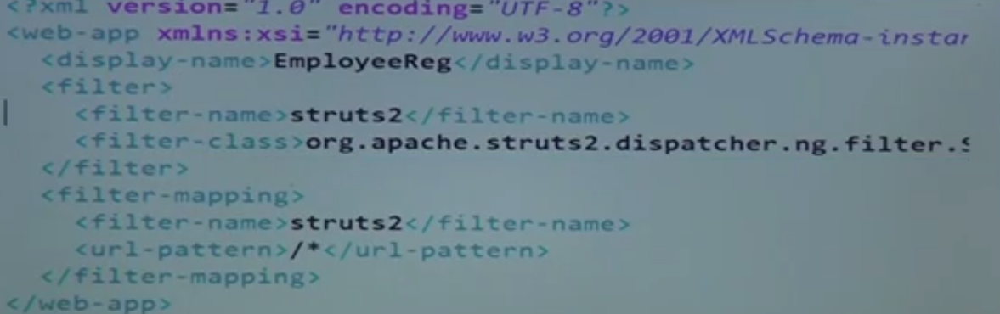 <?xml version="1.0" encoding="UTF-8"?>
<web-app xmlns:xsi="http://www.w3.org/2001/XMLSchema-instan
<display-name>EmployeeReg</display-name>
<filter>
<filter-name>struts2</filter-name>
<filter-class>org.apache.struts2.dispatcher.ng.filter.S
</filter>
<filter-mapping>
<filter-name>struts2</filter-name>
<url-pattern>/*</url-pattern>
</filter-mapping>
</web-app>